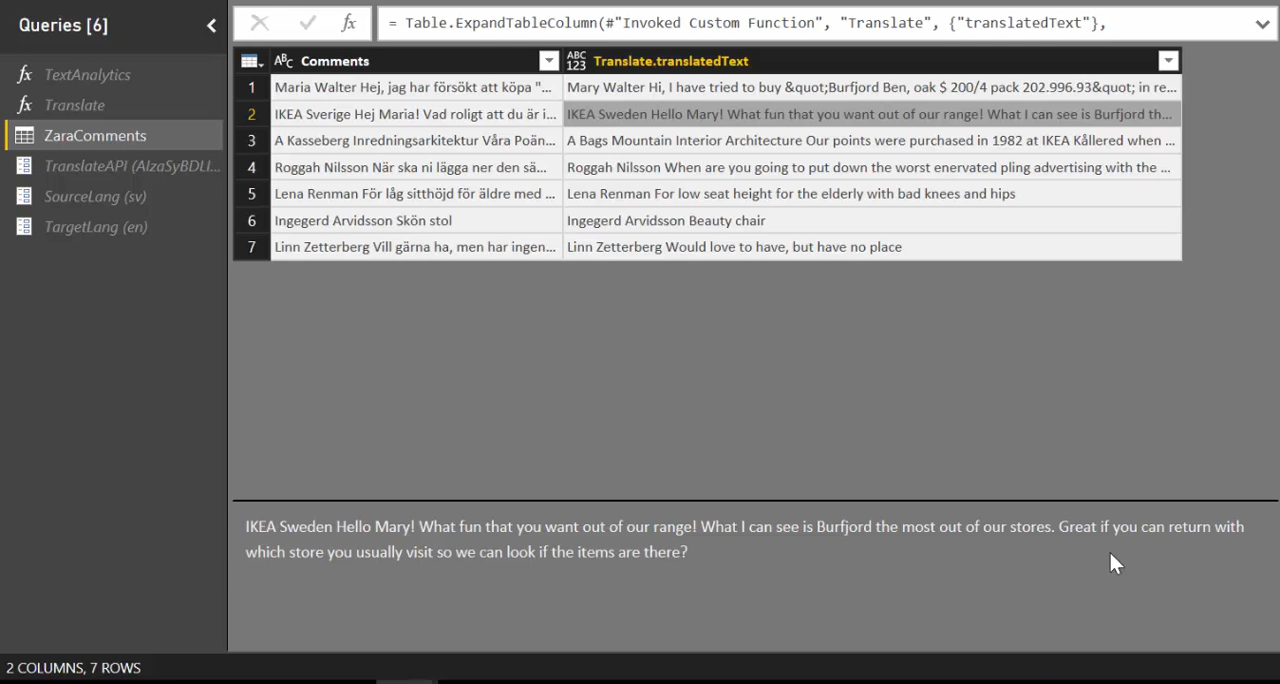 Queries [6]
fx = Table.ExpandTableColumn(#"Invoked Custom Function", "Translate", {"translatedText"},
fx TextAnalytics
fx Translate
ZaraComments
TranslateAPI (AIzaSyBDLI...
SourceLang (sv)
TargetLang (en)
ABC Comments ABC 123 Translate.translatedText
1 Maria Walter Hej, jag har försökt att köpa "... Mary Walter Hi, I have tried to buy &quot;Burfjord Ben, oak $ 200/4 pack 202.996.93&quot; in re...
2 IKEA Sverige Hej Maria! Vad roligt att du är i... IKEA Sweden Hello Mary! What fun that you want out of our range! What I can see is Burfjord th...
3 A Kasseberg Inredningsarkitektur Våra Poän... A Bags Mountain Interior Architecture Our points were purchased in 1982 at IKEA Kållered when ...
4 Roggah Nilsson När ska ni lägga ner den sä... Roggah Nilsson When are you going to put down the worst enervated pling advertising with the ...
5 Lena Renman För låg sitthöjd för äldre med ... Lena Renman For low seat height for the elderly with bad knees and hips
6 Ingegerd Arvidsson Skön stol Ingegerd Arvidsson Beauty chair
7 Linn Zetterberg Vill gärna ha, men har ingen... Linn Zetterberg Would love to have, but have no place
IKEA Sweden Hello Mary! What fun that you want out of our range! What I can see is Burfjord the most out of our stores. Great if you can return with
which store you usually visit so we can look if the items are there?
2 COLUMNS, 7 ROWS